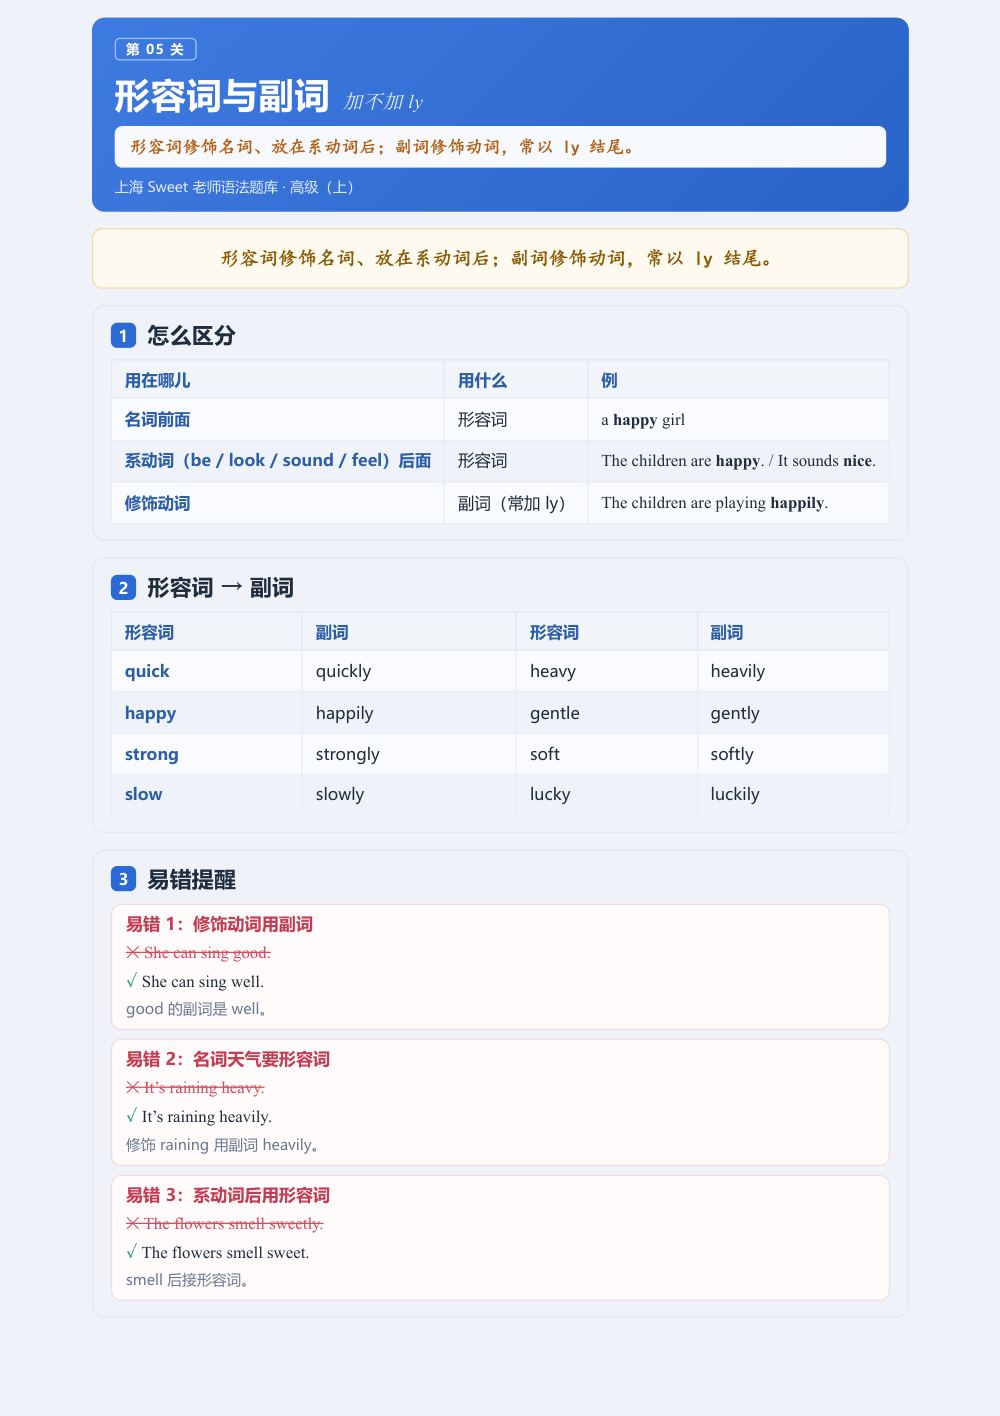 第 05 关
形容词与副词 加不加 ly
形容词修饰名词、放在系动词后；副词修饰动词，常以 ly 结尾。
上海 Sweet 老师语法题库 · 高级（上）
形容词修饰名词、放在系动词后；副词修饰动词，常以 ly 结尾。
1 怎么区分
用在哪儿 用什么 例
名词前面 形容词 a happy girl
系动词（be / look / sound / feel）后面 形容词 The children are happy. / It sounds nice.
修饰动词 副词（常加 ly） The children are playing happily.
2 形容词 → 副词
形容词 副词 形容词 副词
quick quickly heavy heavily
happy happily gentle gently
strong strongly soft softly
slow slowly lucky luckily
3 易错提醒
易错 1：修饰动词用副词
× She can sing good.
√ She can sing well.
good 的副词是 well。
易错 2：名词天气要形容词
× It’s raining heavy.
√ It’s raining heavily.
修饰 raining 用副词 heavily。
易错 3：系动词后用形容词
× The flowers smell sweetly.
√ The flowers smell sweet.
smell 后接形容词。